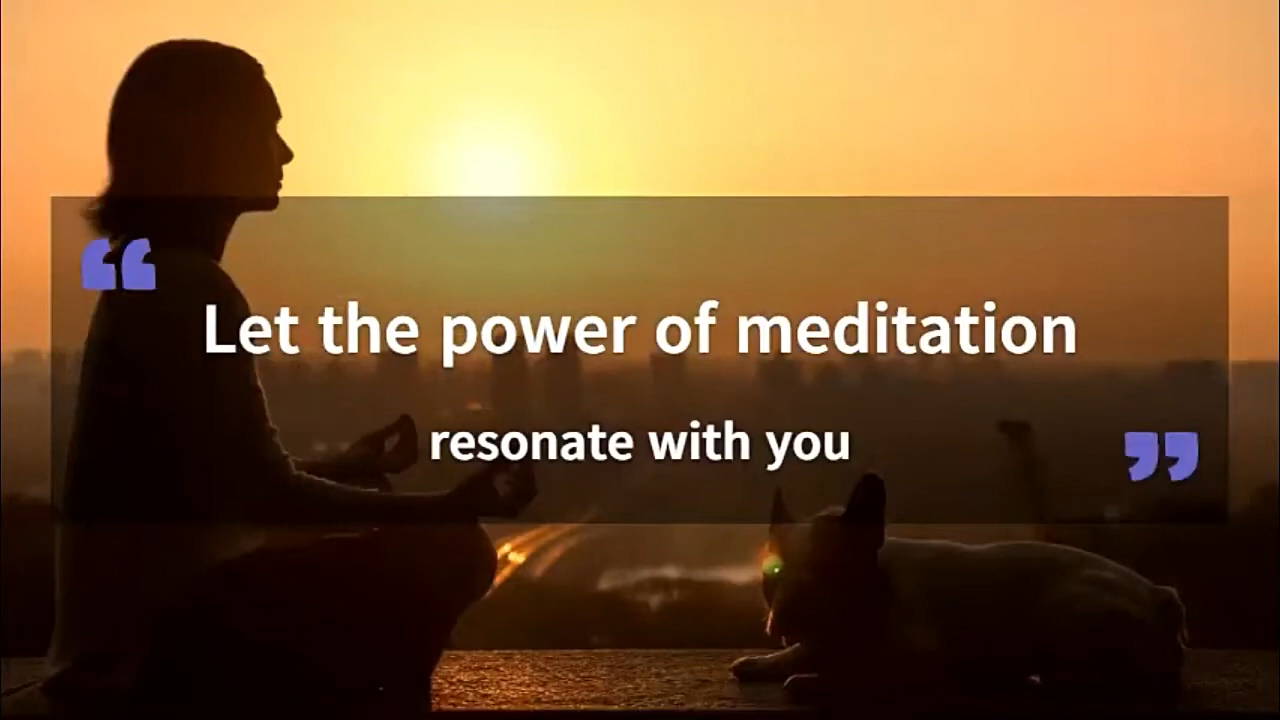 “ Let the power of meditation
resonate with you ”